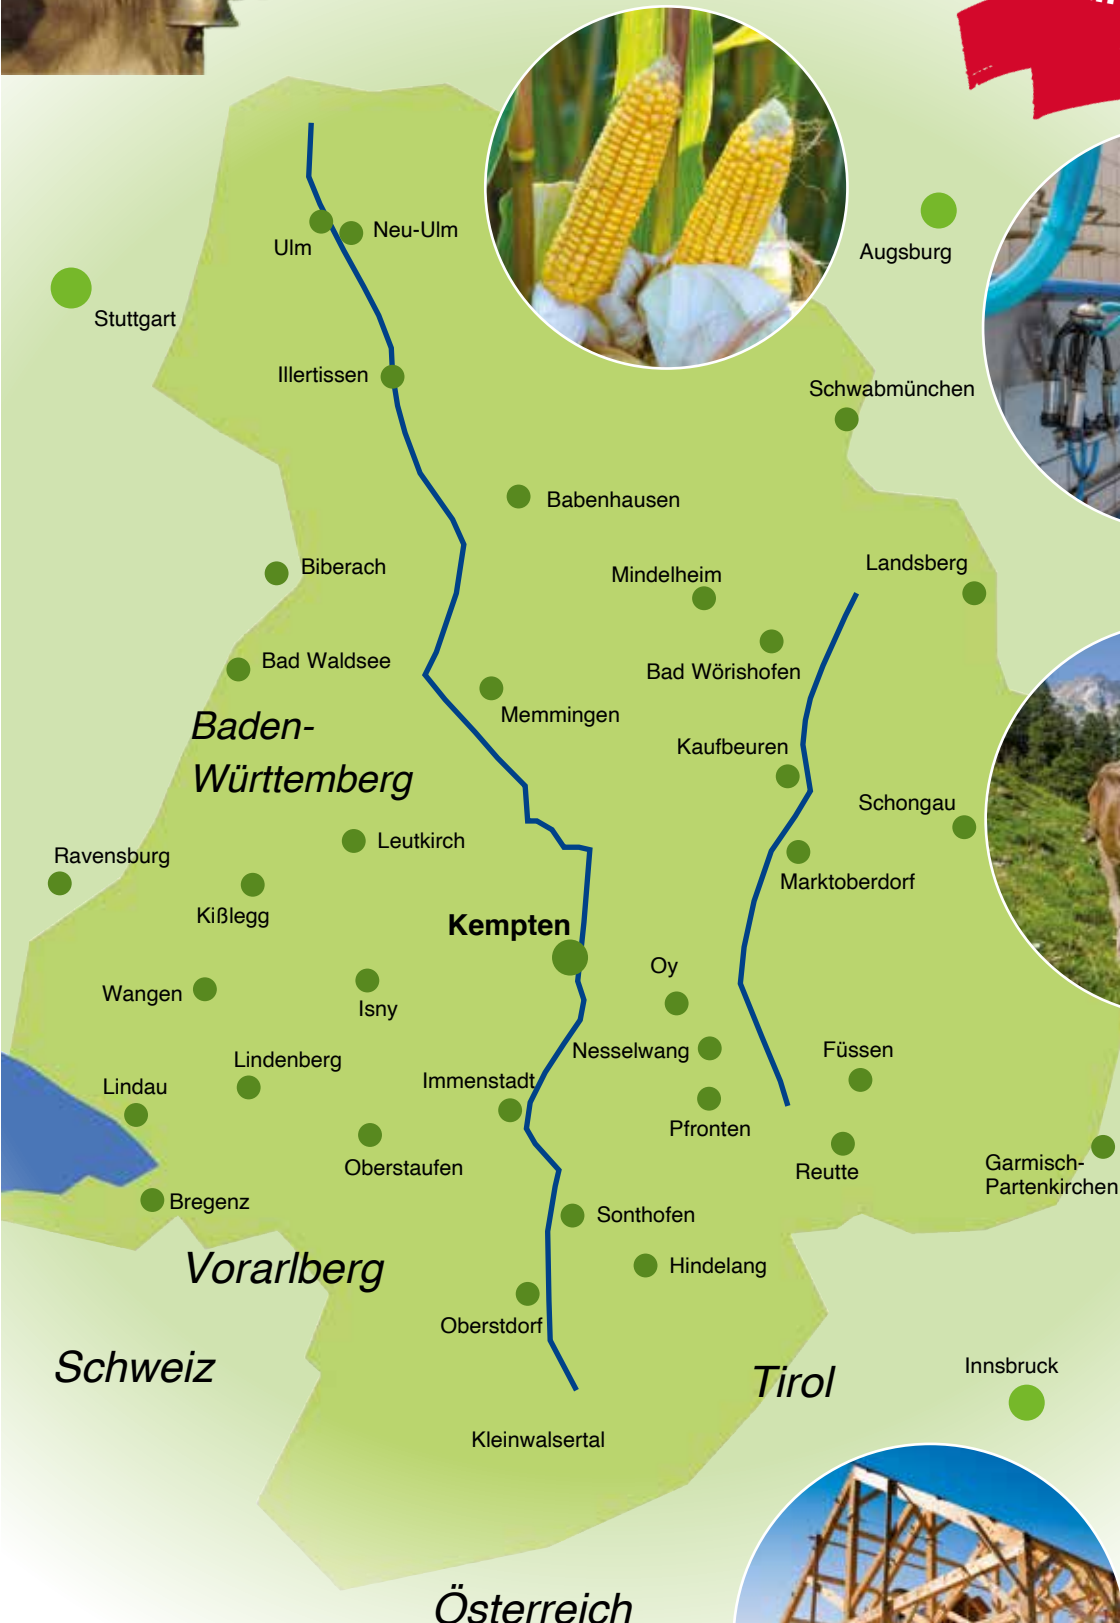 Ulm
Neu-Ulm
Augsburg
Stuttgart
Illertissen
Schwabmünchen
Babenhausen
Biberach
Mindelheim
Landsberg
Bad Waldsee
Bad Wörishofen
Memmingen
Baden-
Württemberg
Kaufbeuren
Schongau
Leutkirch
Ravensburg
Marktoberdorf
Kißlegg
Kempten
Oy
Wangen
Isny
Nesselwang
Füssen
Lindenberg
Lindau
Immenstadt
Pfronten
Oberstaufen
Reutte
Garmisch-
Partenkirchen
Bregenz
Sonthofen
Vorarlberg
Hindelang
Oberstdorf
Schweiz
Tirol
Innsbruck
Kleinwalsertal
Österreich